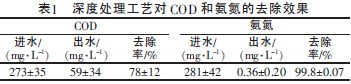 表1 深度处理工艺对COD和氨氮的去除效果
COD 氨氮
进水/ 出水/ 去除 进水/ 出水/ 去除
(mg·L⁻¹) (mg·L⁻¹) 率/% (mg·L⁻¹) (mg·L⁻¹) 率/%
273±35 59±34 78±12 281±42 0.36±0.20 99.8±0.07